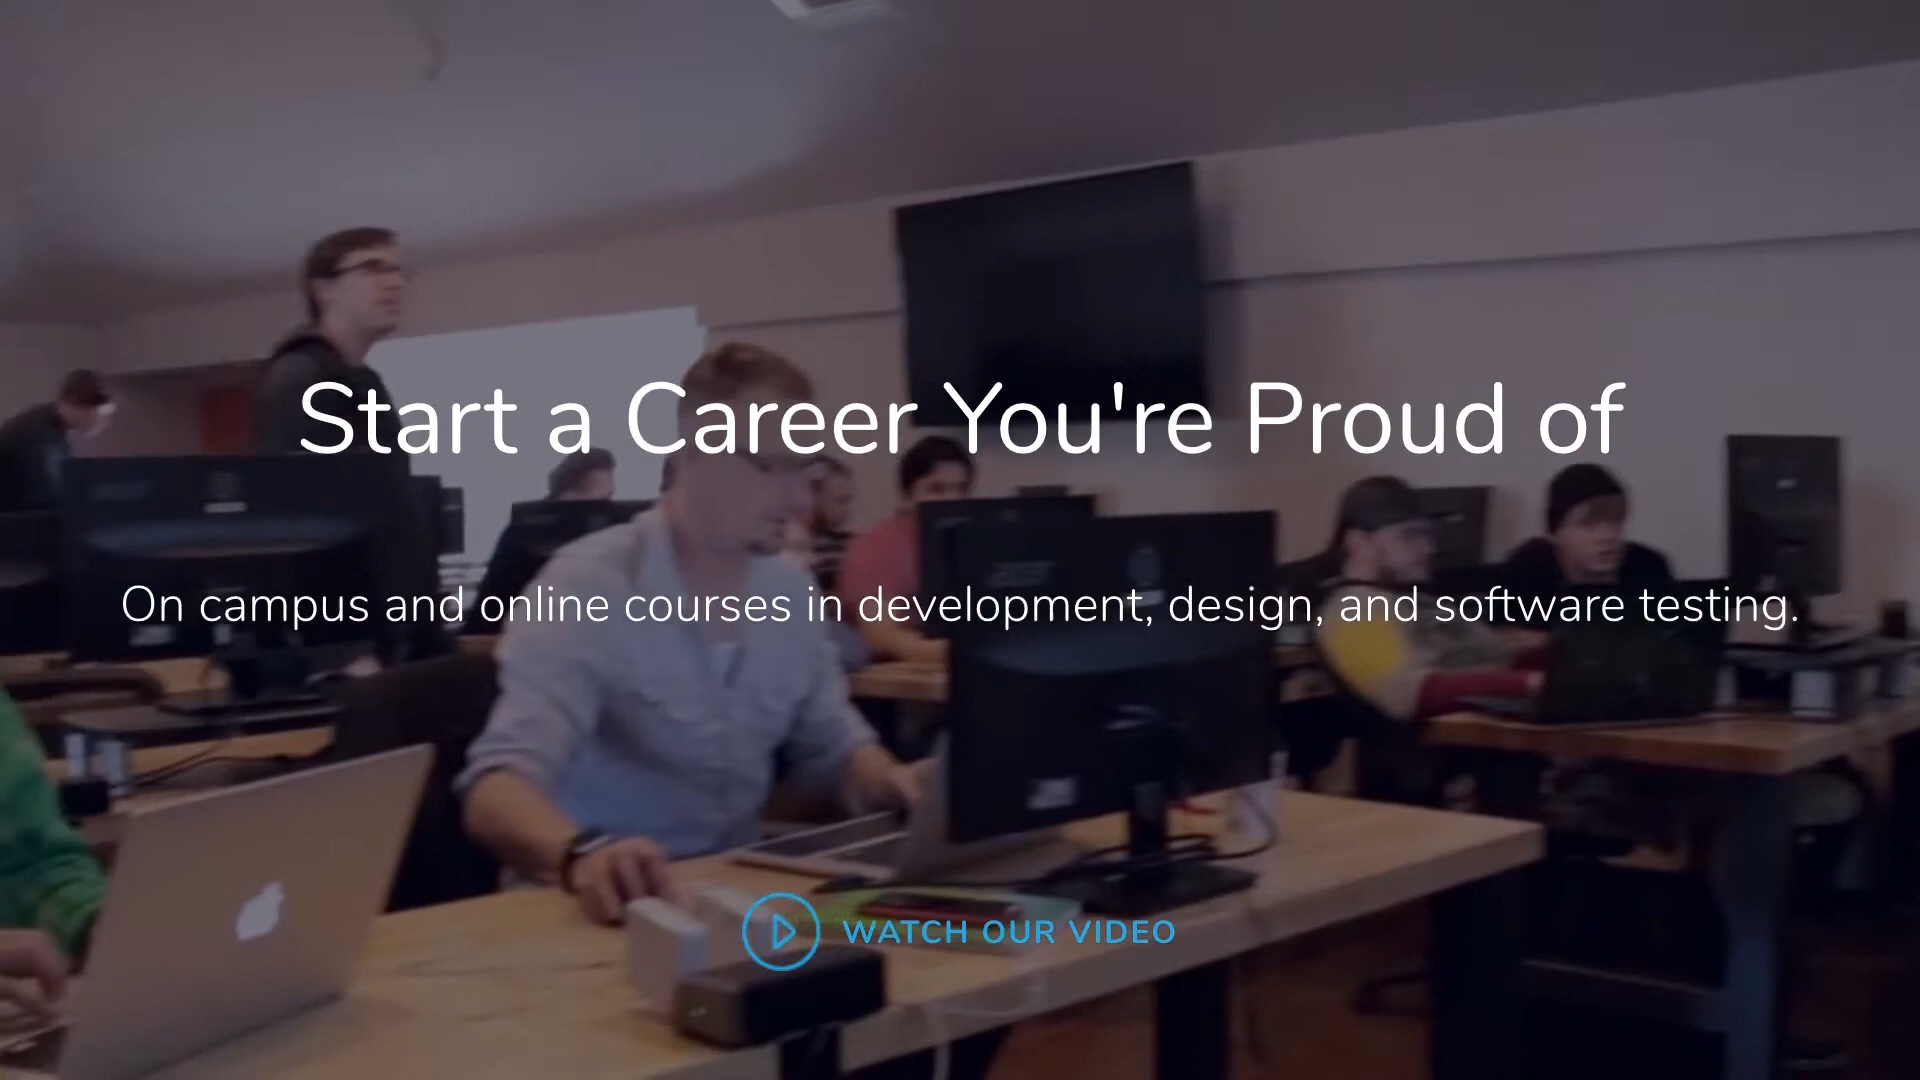 Start a Career You're Proud of
On campus and online courses in development, design, and software testing.
WATCH OUR VIDEO